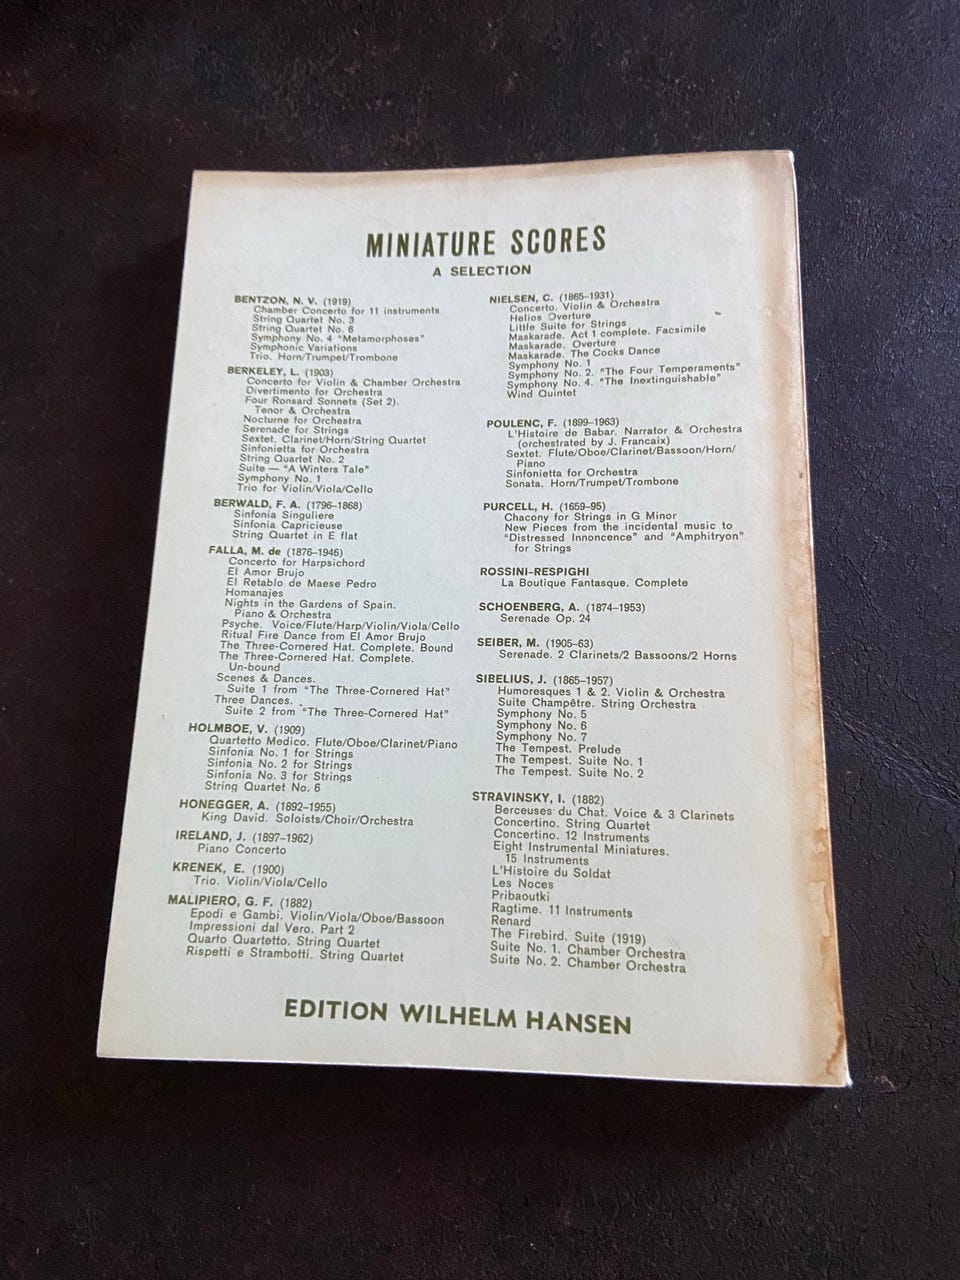 MINIATURE SCORES
A SELECTION
BENTZON, N. V. (1919)
Chamber Concerto for 11 instruments
String Quartet No. 3
String Quartet No. 6
Symphony No. 4 "Metamorphoses"
Symphonic Variations
Trio. Horn/Trumpet/Trombone
BERKELEY, L. (1903)
Concerto for Violin & Chamber Orchestra
Divertimento for Orchestra
Four Ronsard Sonnets (Set 2).
Tenor & Orchestra
Nocturne for Orchestra
Serenade for Strings
Sextet. Clarinet/Horn/String Quartet
Sinfonietta for Orchestra
String Quartet No. 2
Suite — "A Winters Tale"
Symphony No. 1
Trio for Violin/Viola/Cello
BERWALD, F. A. (1796-1868)
Sinfonia Singuliere
Sinfonia Capricieuse
String Quartet in E flat
FALLA, M. de (1876-1946)
Concerto for Harpsichord
El Amor Brujo
El Retablo de Maese Pedro
Homanajes
Nights in the Gardens of Spain.
Piano & Orchestra
Psyche. Voice/Flute/Harp/Violin/Viola/Cello
Ritual Fire Dance from El Amor Brujo
The Three-Cornered Hat. Complete. Bound
The Three-Cornered Hat. Complete.
Un-bound
Scenes & Dances.
Suite 1 from "The Three-Cornered Hat"
Three Dances.
Suite 2 from "The Three-Cornered Hat"
HOLMBOE, V. (1909)
Quartetto Medico. Flute/Oboe/Clarinet/Piano
Sinfonia No. 1 for Strings
Sinfonia No. 2 for Strings
Sinfonia No. 3 for Strings
String Quartet No. 6
HONEGGER, A. (1892-1955)
King David. Soloists/Choir/Orchestra
IRELAND, J. (1897-1962)
Piano Concerto
KRENEK, E. (1900)
Trio. Violin/Viola/Cello
MALIPIERO, G. F. (1882)
Epodi e Gambi. Violin/Viola/Oboe/Bassoon
Impressioni dal Vero. Part 2
Quarto Quartetto. String Quartet
Rispetti e Strambotti. String Quartet
NIELSEN, C. (1865-1931)
Concerto. Violin & Orchestra
Helios Overture
Little Suite for Strings
Maskarade. Act 1 complete. Facsimile
Maskarade. Overture
Maskarade. The Cocks Dance
Symphony No. 1
Symphony No. 2. "The Four Temperaments"
Symphony No. 4. "The Inextinguishable"
Wind Quintet
POULENC, F. (1899-1963)
L'Histoire de Babar. Narrator & Orchestra
(orchestrated by J. Francaix)
Sextet. Flute/Oboe/Clarinet/Bassoon/Horn/
Piano
Sinfonietta for Orchestra
Sonata. Horn/Trumpet/Trombone
PURCELL, H. (1659-95)
Chacony for Strings in G Minor
New Pieces from the incidental music to
"Distressed Innoncence" and "Amphitryon"
for Strings
ROSSINI-RESPIGHI
La Boutique Fantasque. Complete
SCHOENBERG, A. (1874-1953)
Serenade Op. 24
SEIBER, M. (1905-63)
Serenade. 2 Clarinets/2 Bassoons/2 Horns
SIBELIUS, J. (1865-1957)
Humoresques 1 & 2. Violin & Orchestra
Suite Champêtre. String Orchestra
Symphony No. 5
Symphony No. 6
Symphony No. 7
The Tempest. Prelude
The Tempest. Suite No. 1
The Tempest. Suite No. 2
STRAVINSKY, I. (1882)
Berceuses du Chat. Voice & 3 Clarinets
Concertino. String Quartet
Concertino. 12 Instruments
Eight Instrumental Miniatures.
15 Instruments
L'Histoire du Soldat
Les Noces
Pribaoutki
Ragtime. 11 Instruments
Renard
The Firebird. Suite (1919)
Suite No. 1. Chamber Orchestra
Suite No. 2. Chamber Orchestra
EDITION WILHELM HANSEN